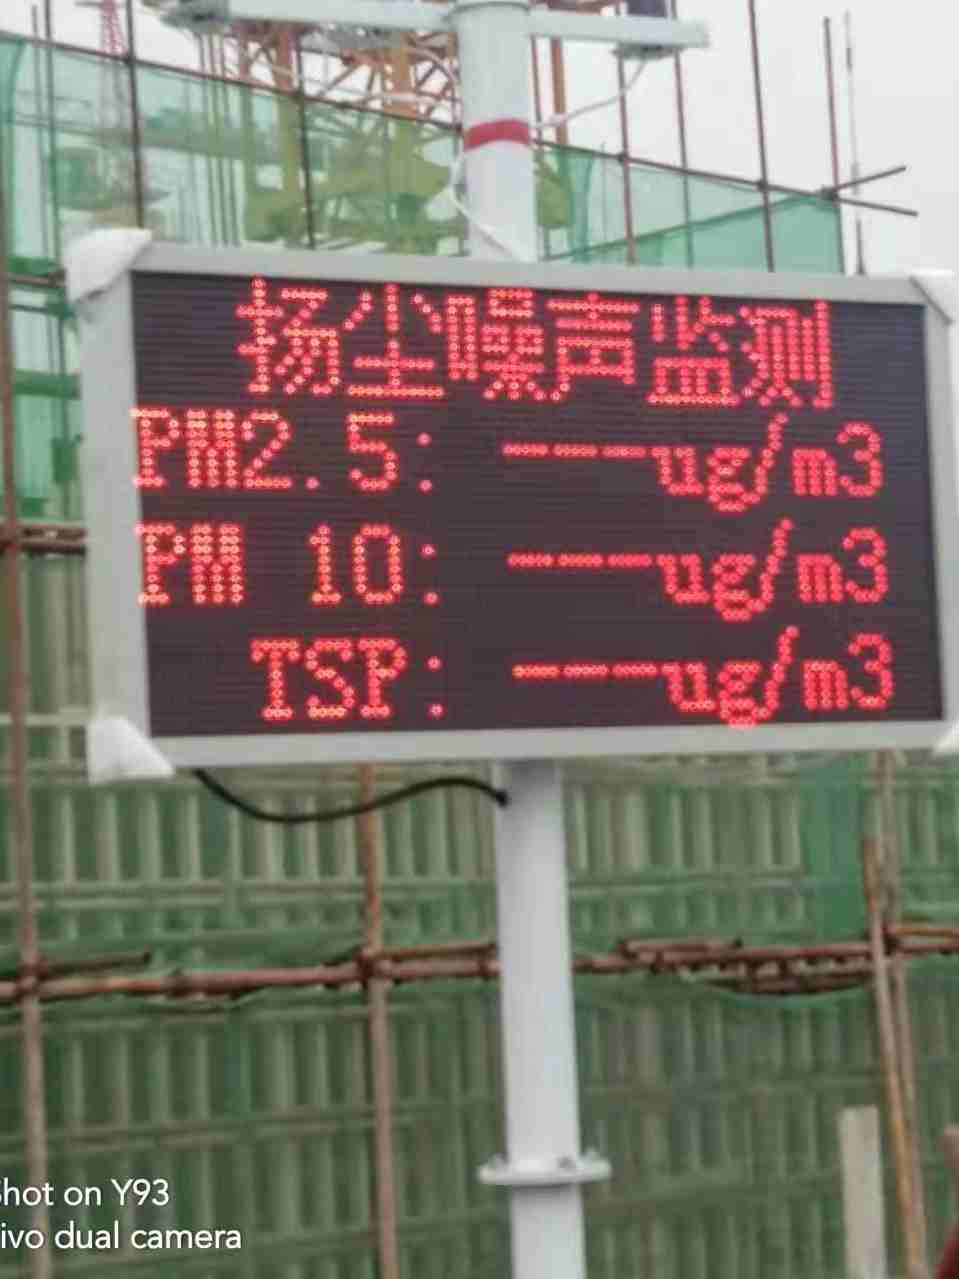 扬尘噪声监测
PM2.5: ---ug/m3
PM 10: ---ug/m3
TSP: ---ug/m3
Shot on Y93
vivo dual camera